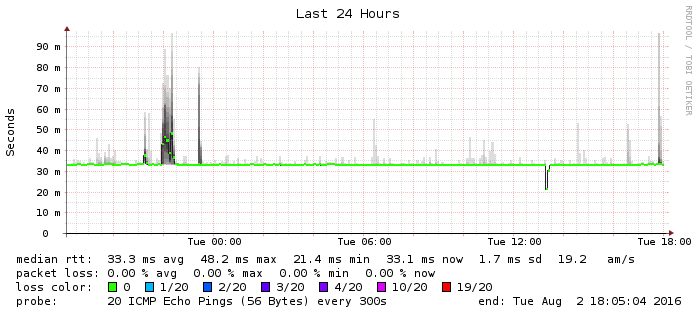 Last 24 Hours
RRDTOOL / TOBI OETIKER
Seconds
90 m
80 m
70 m
60 m
50 m
40 m
30 m
20 m
10 m
0
Tue 00:00 Tue 06:00 Tue 12:00 Tue 18:00
median rtt: 33.3 ms avg 48.2 ms max 21.4 ms min 33.1 ms now 1.7 ms sd 19.2 am/s
packet loss: 0.00 % avg 0.00 % max 0.00 % min 0.00 % now
loss color: 0 1/20 2/20 3/20 4/20 10/20 19/20
probe: 20 ICMP Echo Pings (56 Bytes) every 300s end: Tue Aug 2 18:05:04 2016